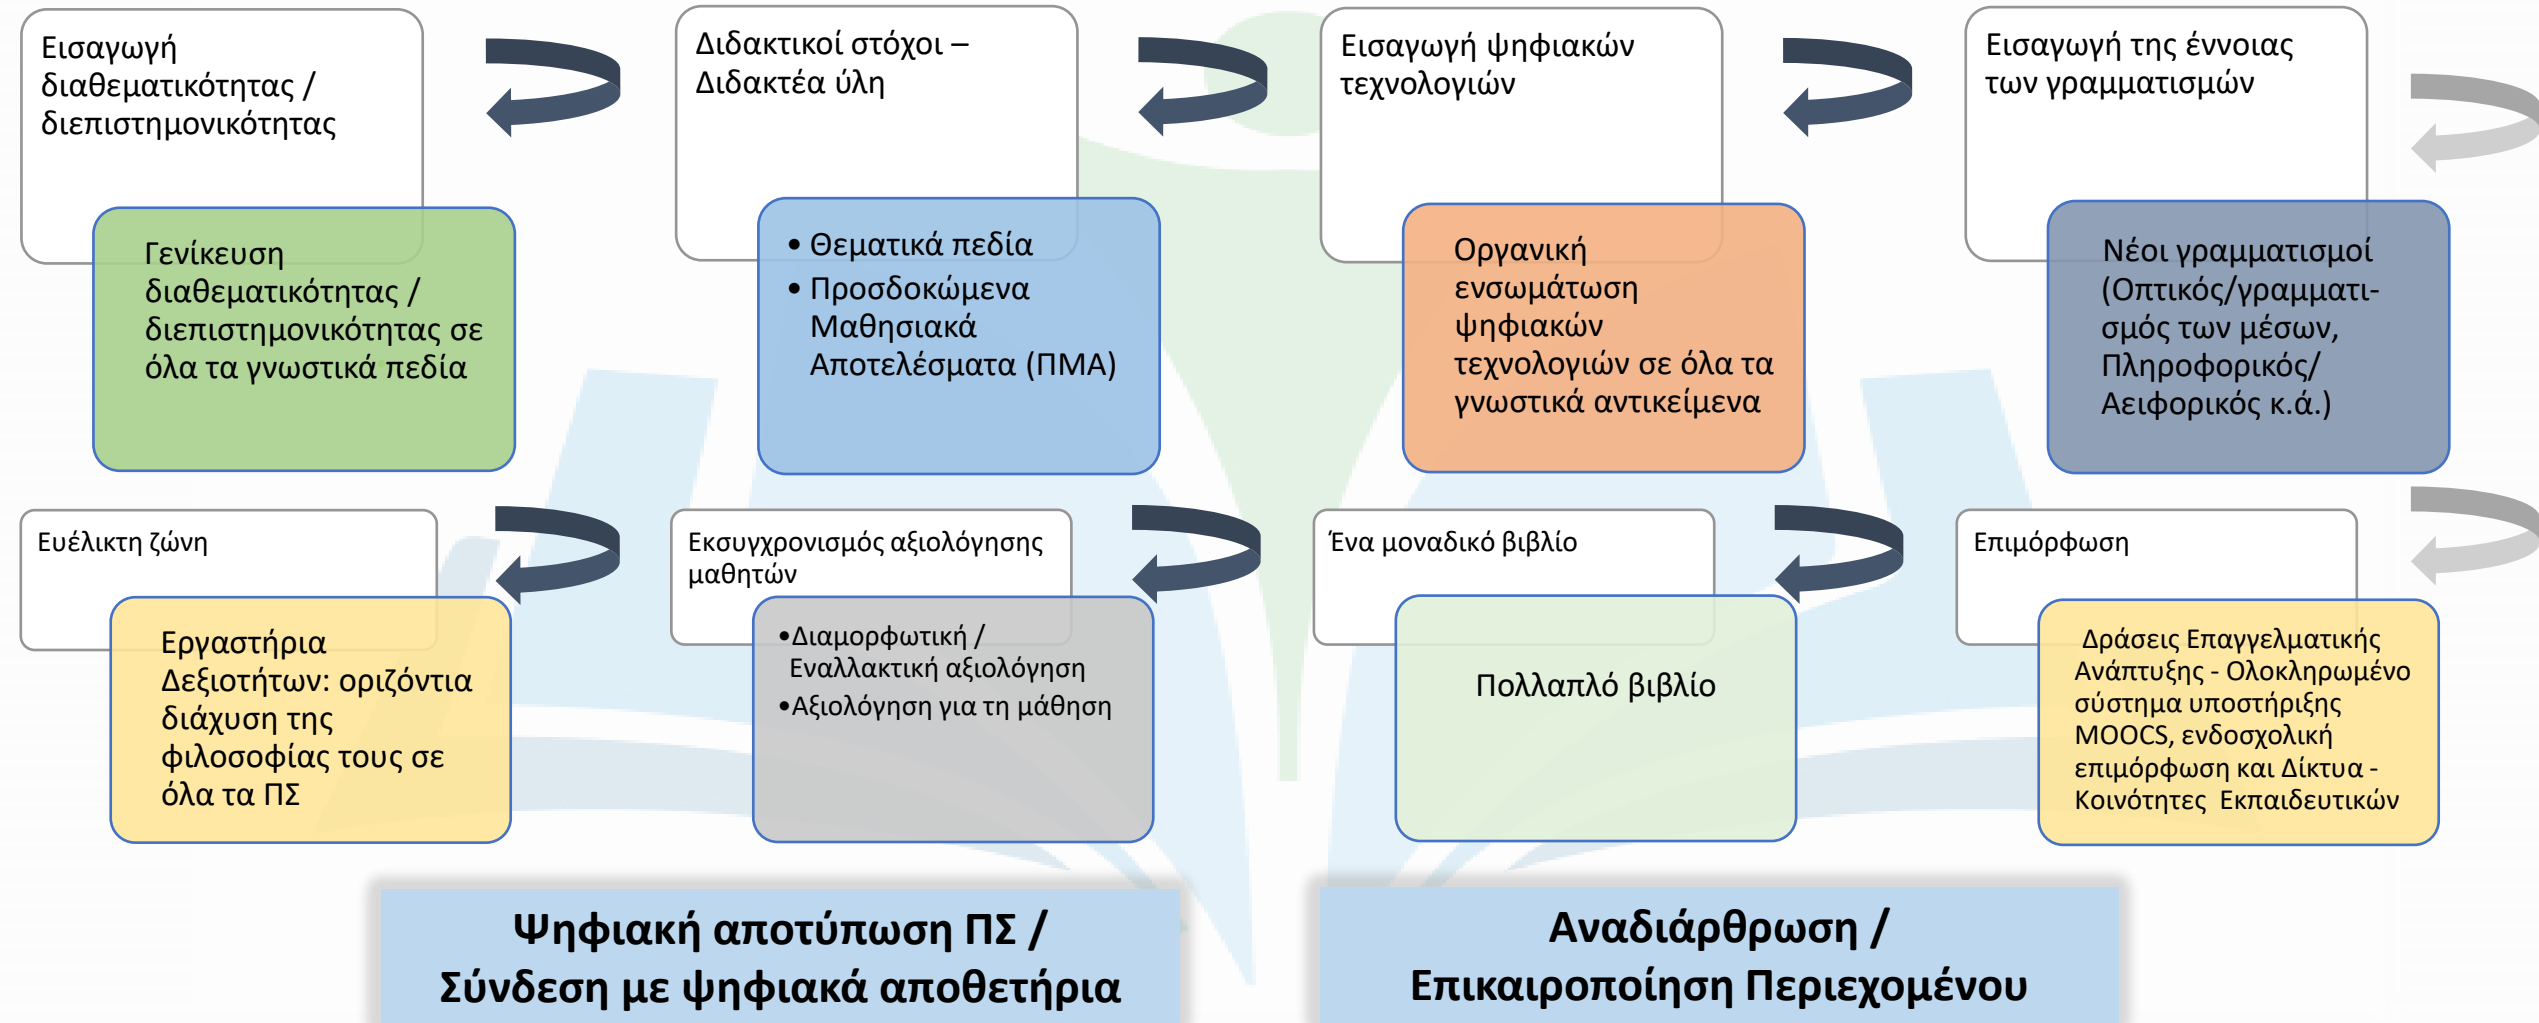 Εισαγωγή
διαθεματικότητας /
διεπιστημονικότητας
Γενίκευση
διαθεματικότητας /
διεπιστημονικότητας σε
όλα τα γνωστικά πεδία
Διδακτικοί στόχοι –
Διδακτέα ύλη
• Θεματικά πεδία
• Προσδοκώμενα
Μαθησιακά
Αποτελέσματα (ΠΜΑ)
Εισαγωγή ψηφιακών
τεχνολογιών
Οργανική
ενσωμάτωση
ψηφιακών
τεχνολογιών σε όλα τα
γνωστικά αντικείμενα
Εισαγωγή της έννοιας
των γραμματισμών
Νέοι γραμματισμοί
(Οπτικός/γραμματι-
σμός των μέσων,
Πληροφορικός/
Αειφορικός κ.ά.)
Ευέλικτη ζώνη
Εργαστήρια
Δεξιοτήτων: οριζόντια
διάχυση της
φιλοσοφίας τους σε
όλα τα ΠΣ
Εκσυγχρονισμός αξιολόγησης
μαθητών
•Διαμορφωτική /
Εναλλακτική αξιολόγηση
•Αξιολόγηση για τη μάθηση
Ένα μοναδικό βιβλίο
Πολλαπλό βιβλίο
Επιμόρφωση
Δράσεις Επαγγελματικής
Ανάπτυξης - Ολοκληρωμένο
σύστημα υποστήριξης
MOOCS, ενδοσχολική
επιμόρφωση και Δίκτυα -
Κοινότητες Εκπαιδευτικών
Ψηφιακή αποτύπωση ΠΣ /
Σύνδεση με ψηφιακά αποθετήρια
Αναδιάρθρωση /
Επικαιροποίηση Περιεχομένου